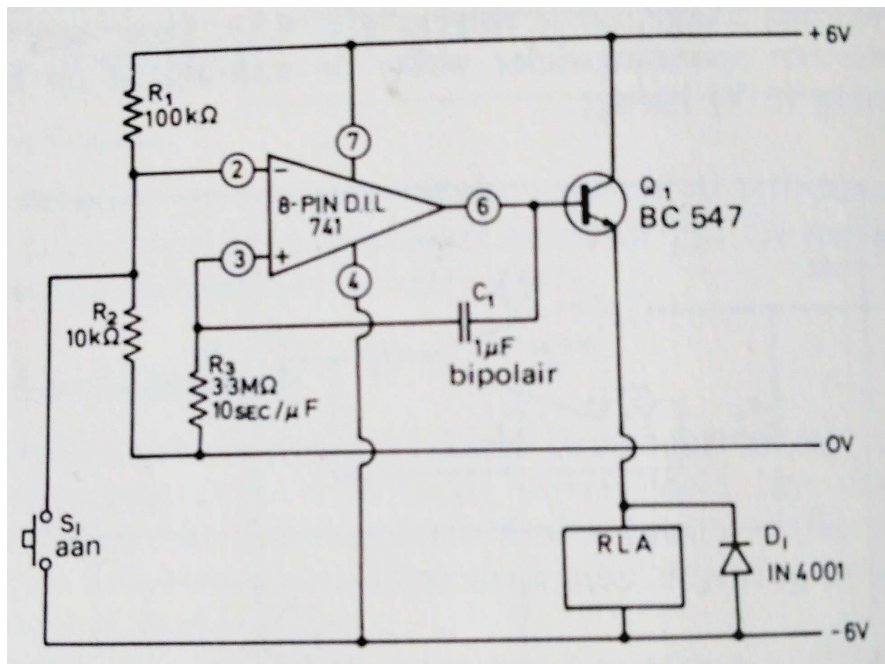 +6V
R1
100kΩ
2
7
-
8-PIN D.I.L
741
6
Q1
BC 547
3
+
4
R2
10kΩ
C1
1μF
bipolair
R3
3·3MΩ
10SEC/μF
0V
S1
aan
RLA
D1
IN 4001
-6V